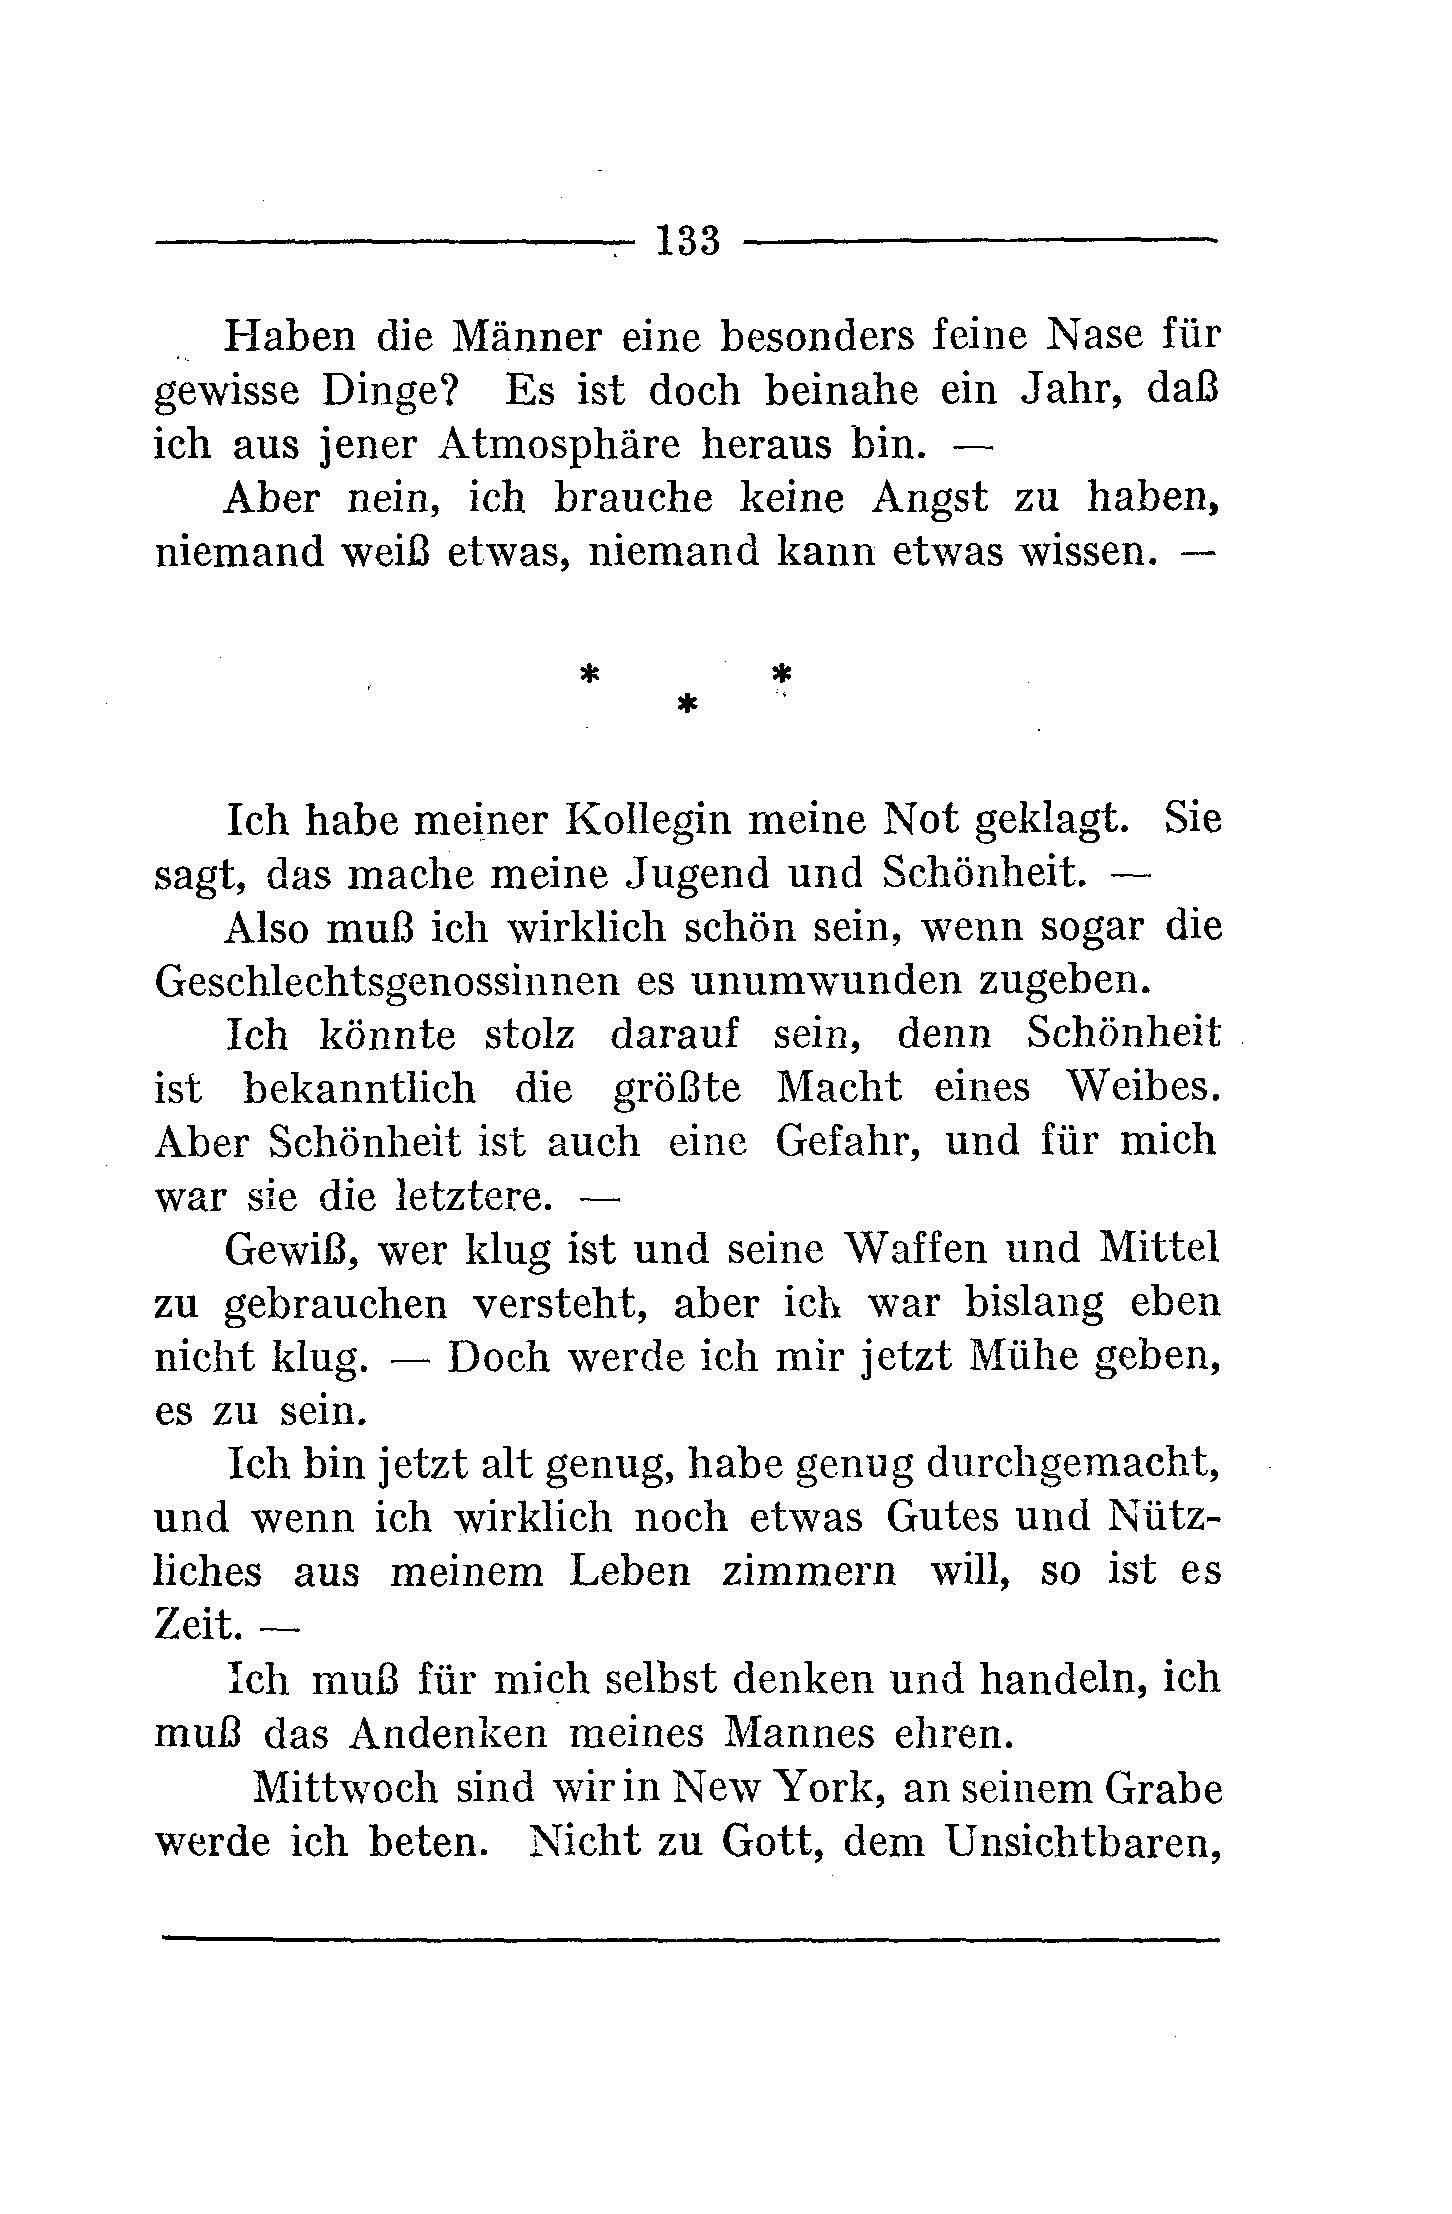 133
Haben die Männer eine besonders feine Nase für
gewisse Dinge? Es ist doch beinahe ein Jahr, daß
ich aus jener Atmosphäre heraus bin. —
Aber nein, ich brauche keine Angst zu haben,
niemand weiß etwas, niemand kann etwas wissen. —
* *
*
Ich habe meiner Kollegin meine Not geklagt. Sie
sagt, das mache meine Jugend und Schönheit. —
Also muß ich wirklich schön sein, wenn sogar die
Geschlechtsgenossinnen es unumwunden zugeben.
Ich könnte stolz darauf sein, denn Schönheit
ist bekanntlich die größte Macht eines Weibes.
Aber Schönheit ist auch eine Gefahr, und für mich
war sie die letztere. —
Gewiß, wer klug ist und seine Waffen und Mittel
zu gebrauchen versteht, aber ich war bislang eben
nicht klug. — Doch werde ich mir jetzt Mühe geben,
es zu sein.
Ich bin jetzt alt genug, habe genug durchgemacht,
und wenn ich wirklich noch etwas Gutes und Nütz-
liches aus meinem Leben zimmern will, so ist es
Zeit. —
Ich muß für mich selbst denken und handeln, ich
muß das Andenken meines Mannes ehren.
Mittwoch sind wir in New York, an seinem Grabe
werde ich beten. Nicht zu Gott, dem Unsichtbaren,